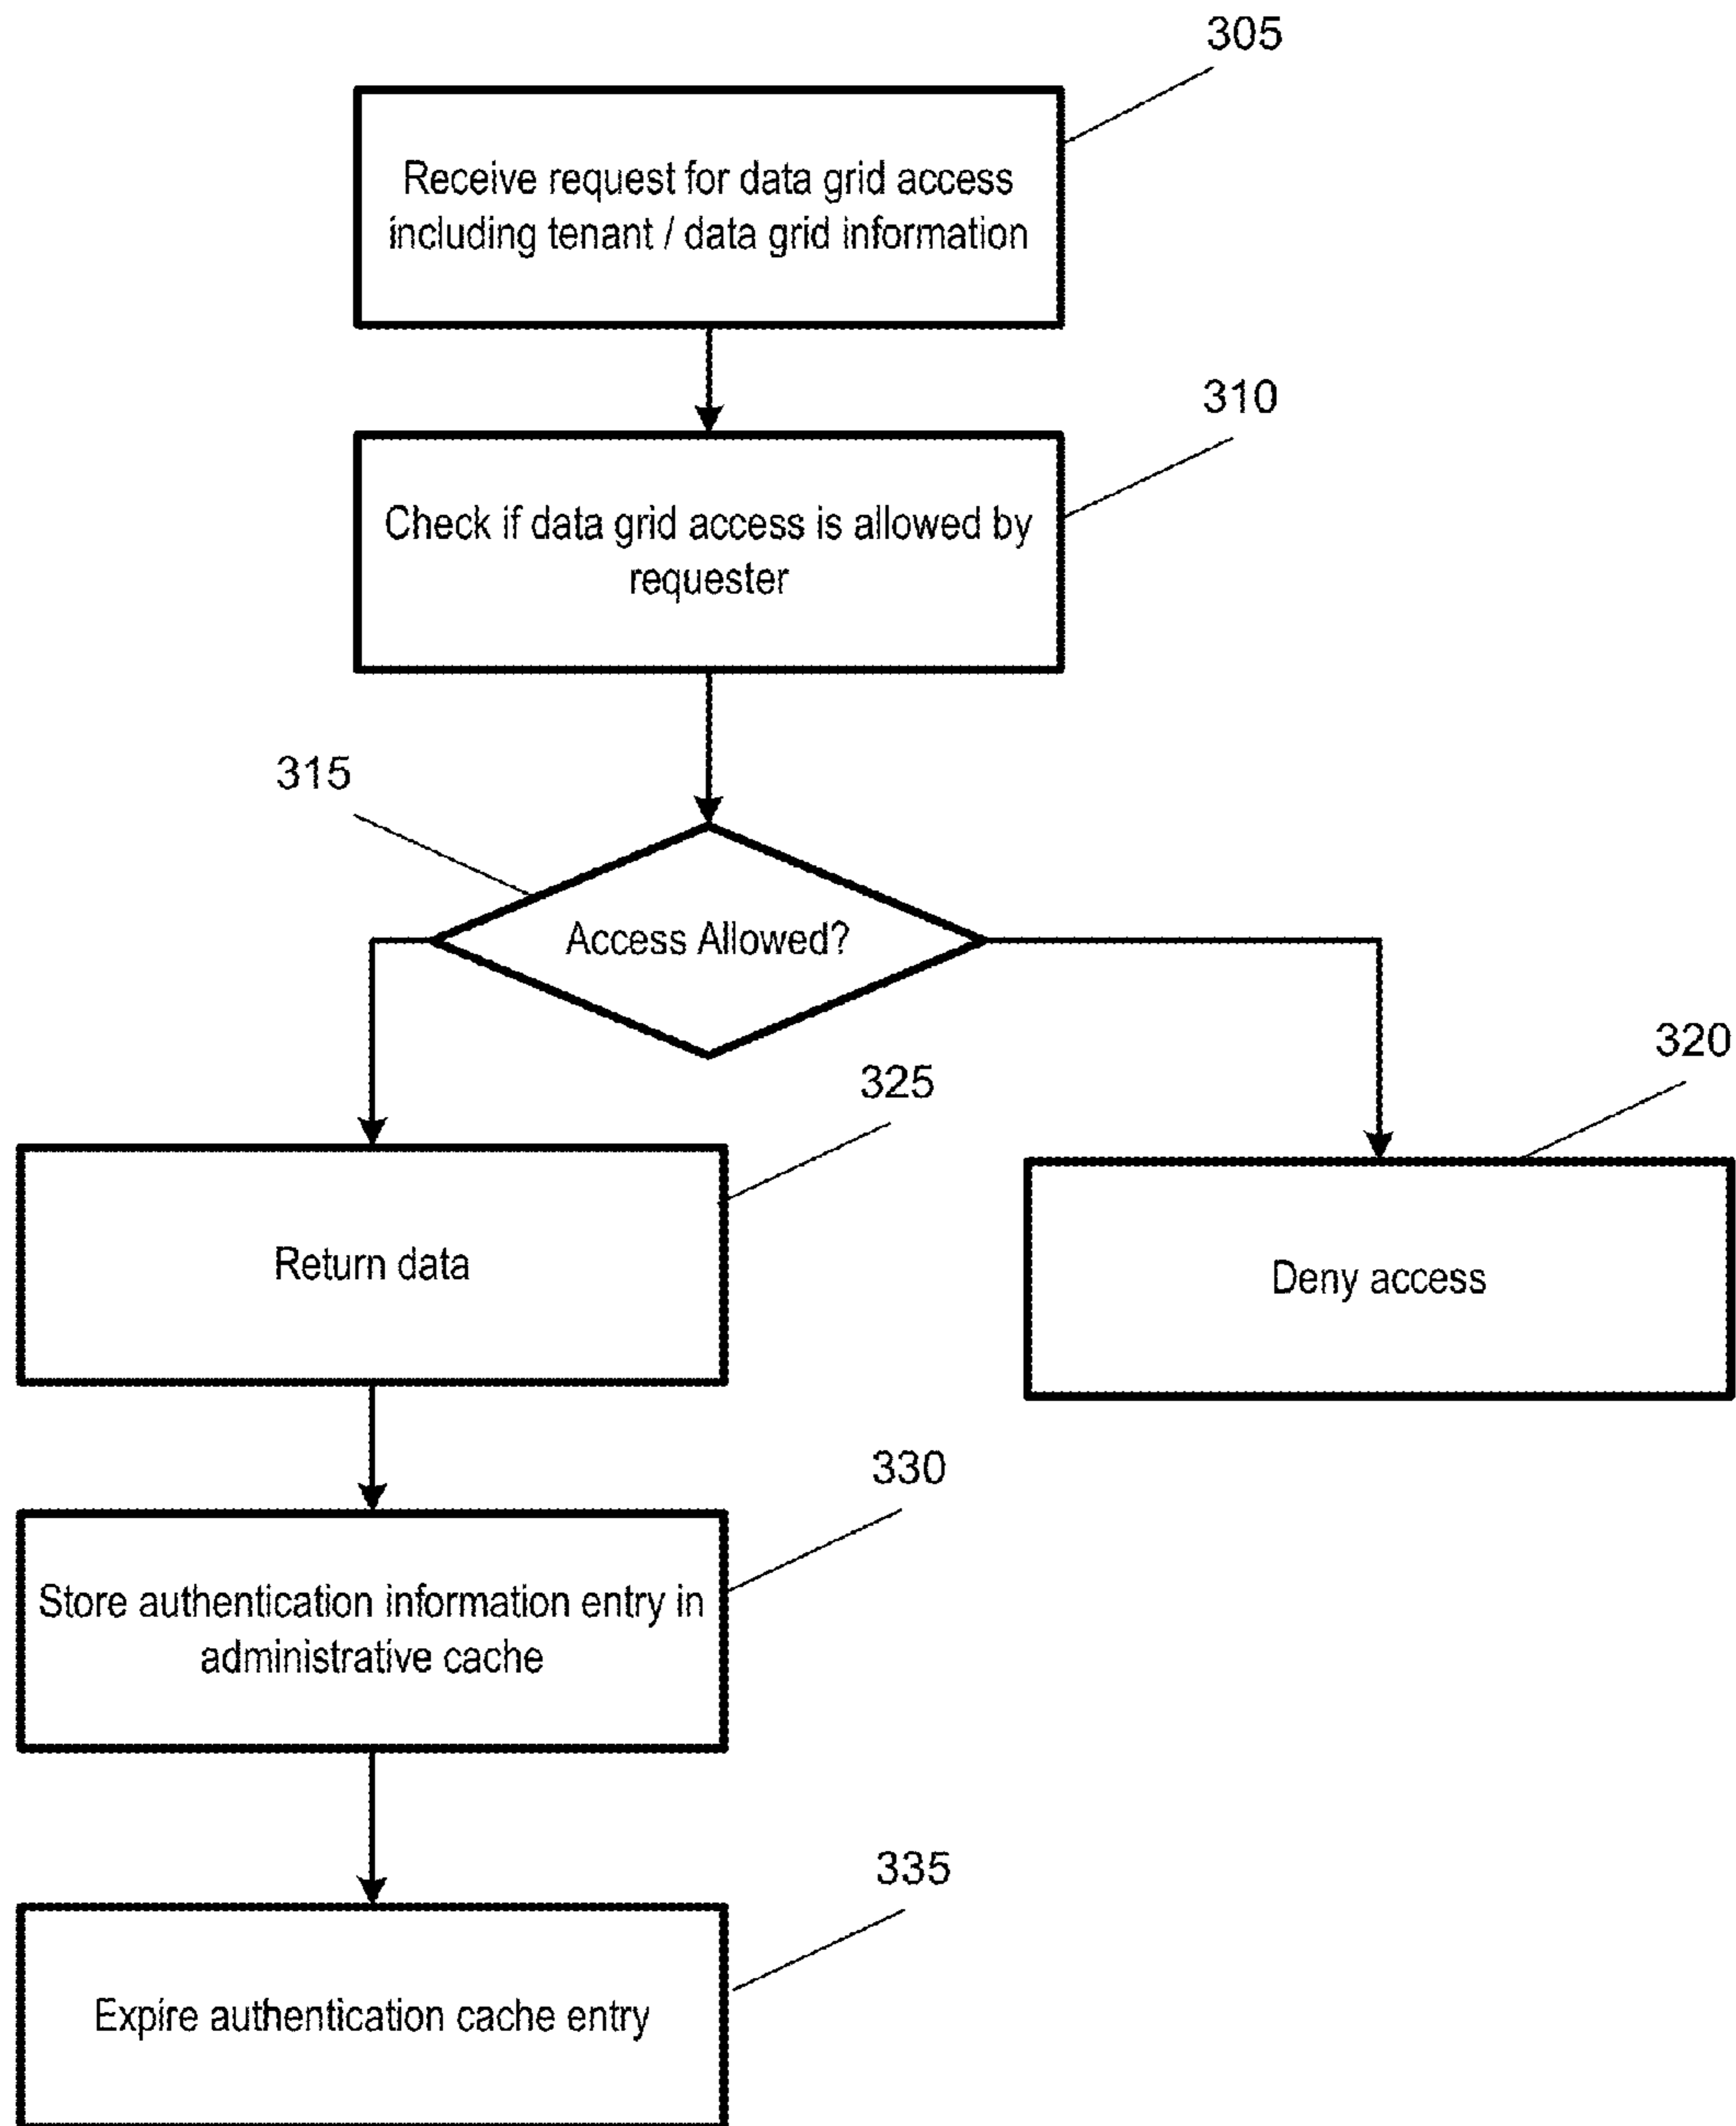 305
Receive request for data grid access
including tenant / data grid information
310
Check if data grid access is allowed by
requester
315
Access Allowed?
320
325
Return data
Deny access
330
Store authentication information entry in
administrative cache
335
Expire authentication cache entry